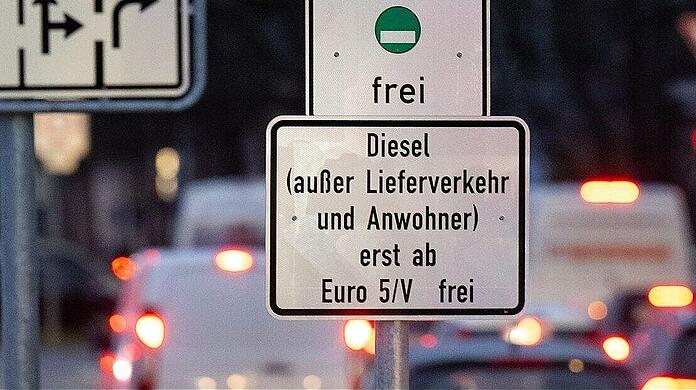 frei
Diesel
(außer Lieferverkehr
und Anwohner)
erst ab
Euro 5/V frei